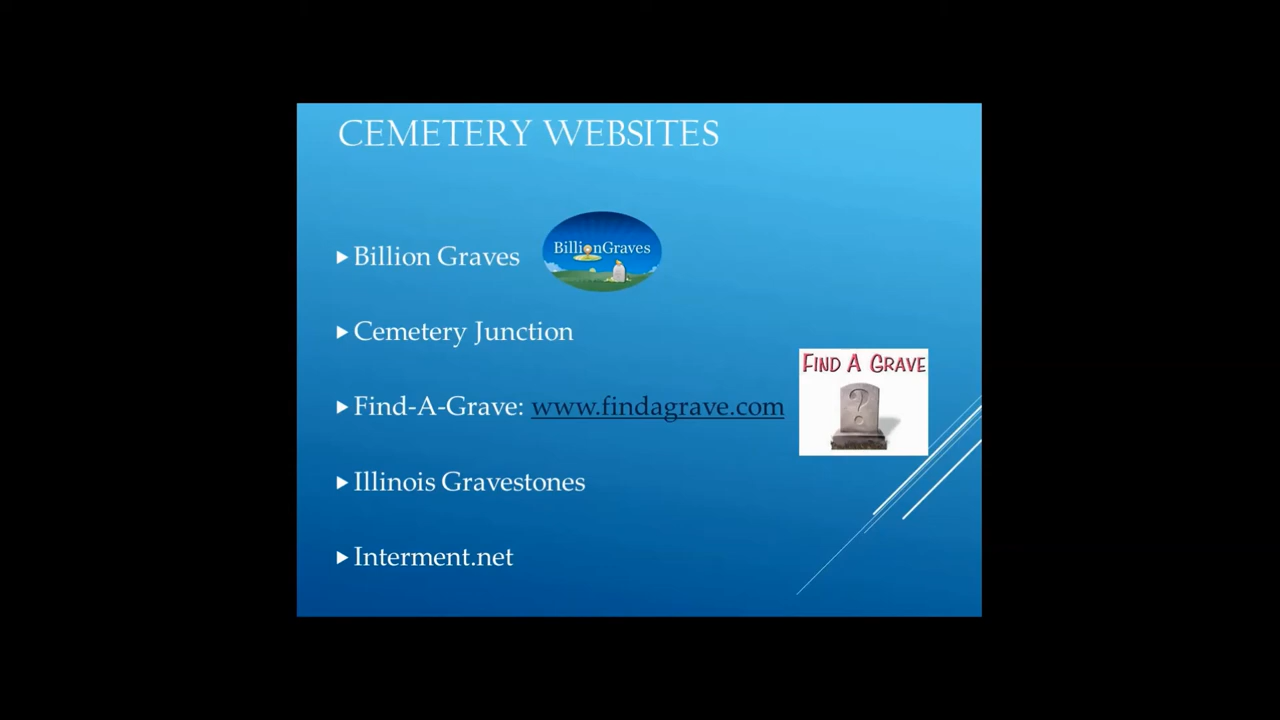 CEMETERY WEBSITES
Billion Graves
BillionGraves
Cemetery Junction
FIND A GRAVE
?
Find-A-Grave: www.findagrave.com
Illinois Gravestones
Interment.net